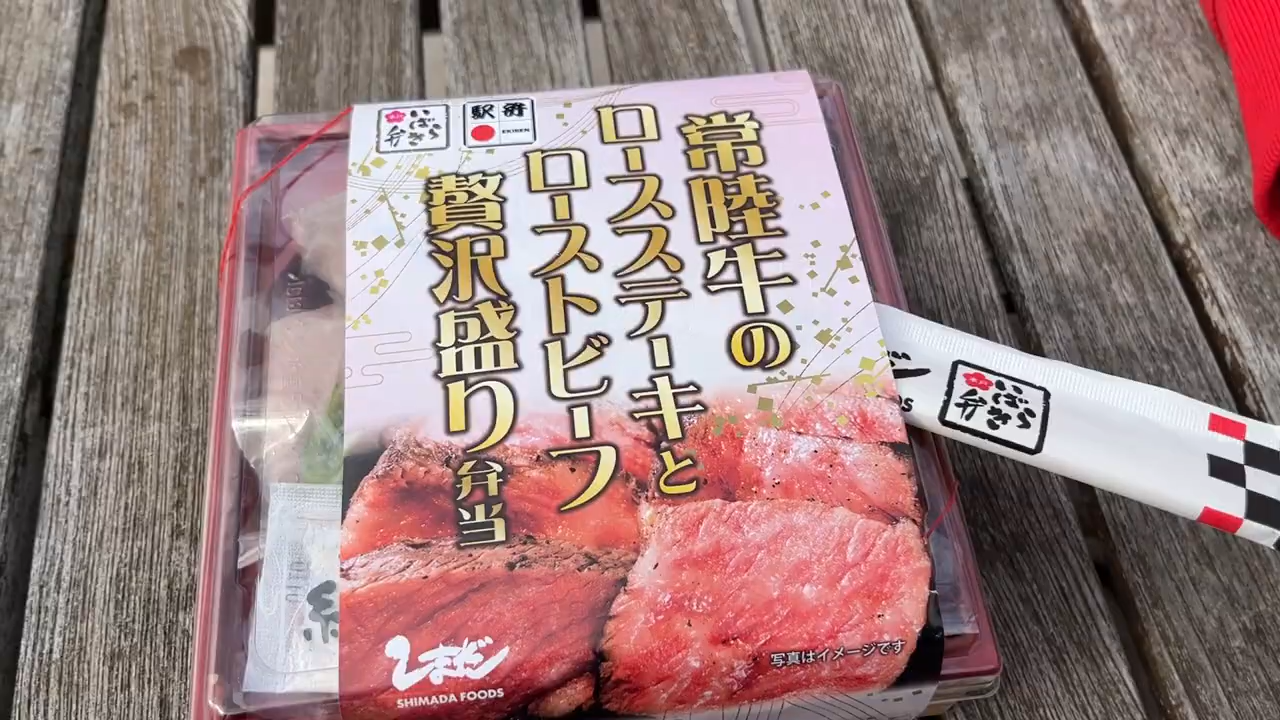 常陸牛の
ロースステーキと
ローストビーフ
贅沢盛り弁当
いばらき
弁
駅弁
EKIBEN
しまだ
SHIMADA FOODS
写真はイメージです
いばらき
弁